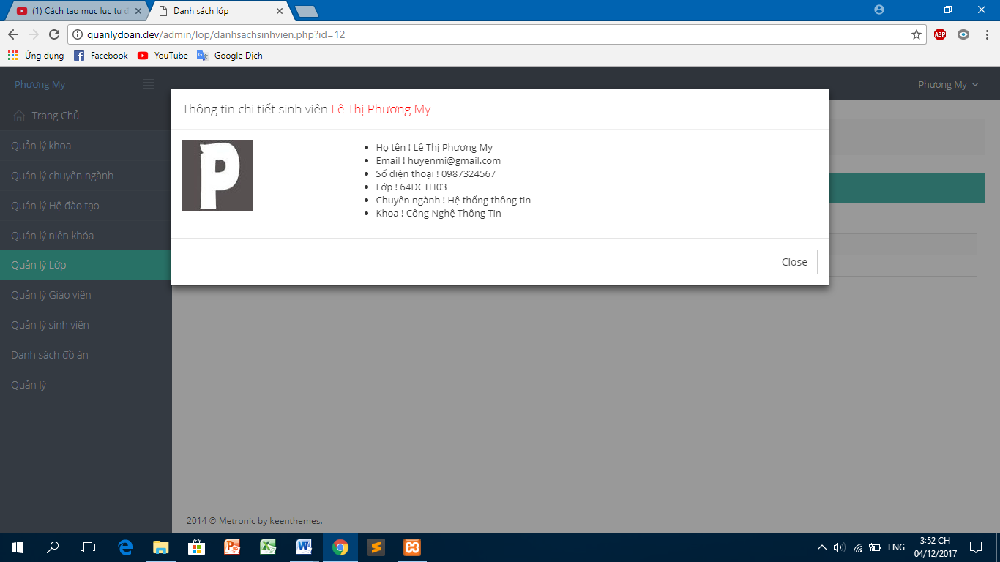 (1) Cách tạo mục lục tự đ
Danh sách lớp
quanlydoan.dev/admin/lop/danhsachsinhvien.php?id=12
ABP
Ứng dụng
Facebook
YouTube
Google Dịch
Phương My
Phương My
Thông tin chi tiết sinh viên Lê Thị Phương My
P
Họ tên ! Lê Thị Phương My
Email ! huyenmi@gmail.com
Số điện thoại ! 0987324567
Lớp ! 64DCTH03
Chuyên ngành ! Hệ thống thông tin
Khoa ! Công Nghệ Thông Tin
Close
Trang Chủ
Quản lý khoa
Quản lý chuyên ngành
Quản lý Hệ đào tạo
Quản lý niên khóa
Quản lý Lớp
Quản lý Giáo viên
Quản lý sinh viên
Danh sách đồ án
Quản lý
2014 © Metronic by keenthemes.
ENG
3:52 CH
04/12/2017